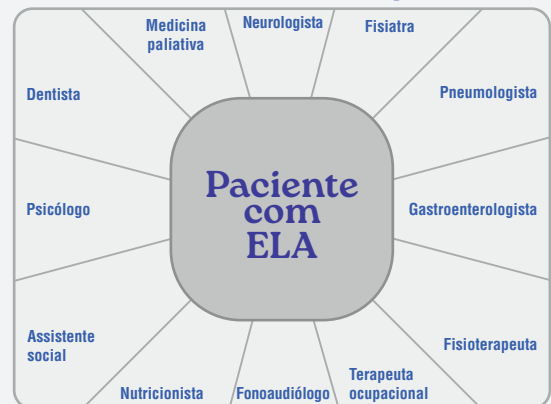 Medicina
paliativa
Neurologista
Fisiatra
Dentista
Pneumologista
Paciente
com
ELA
Psicólogo
Gastroenterologista
Assistente
social
Fisioterapeuta
Nutricionista
Fonoaudiólogo
Terapeuta
ocupacional